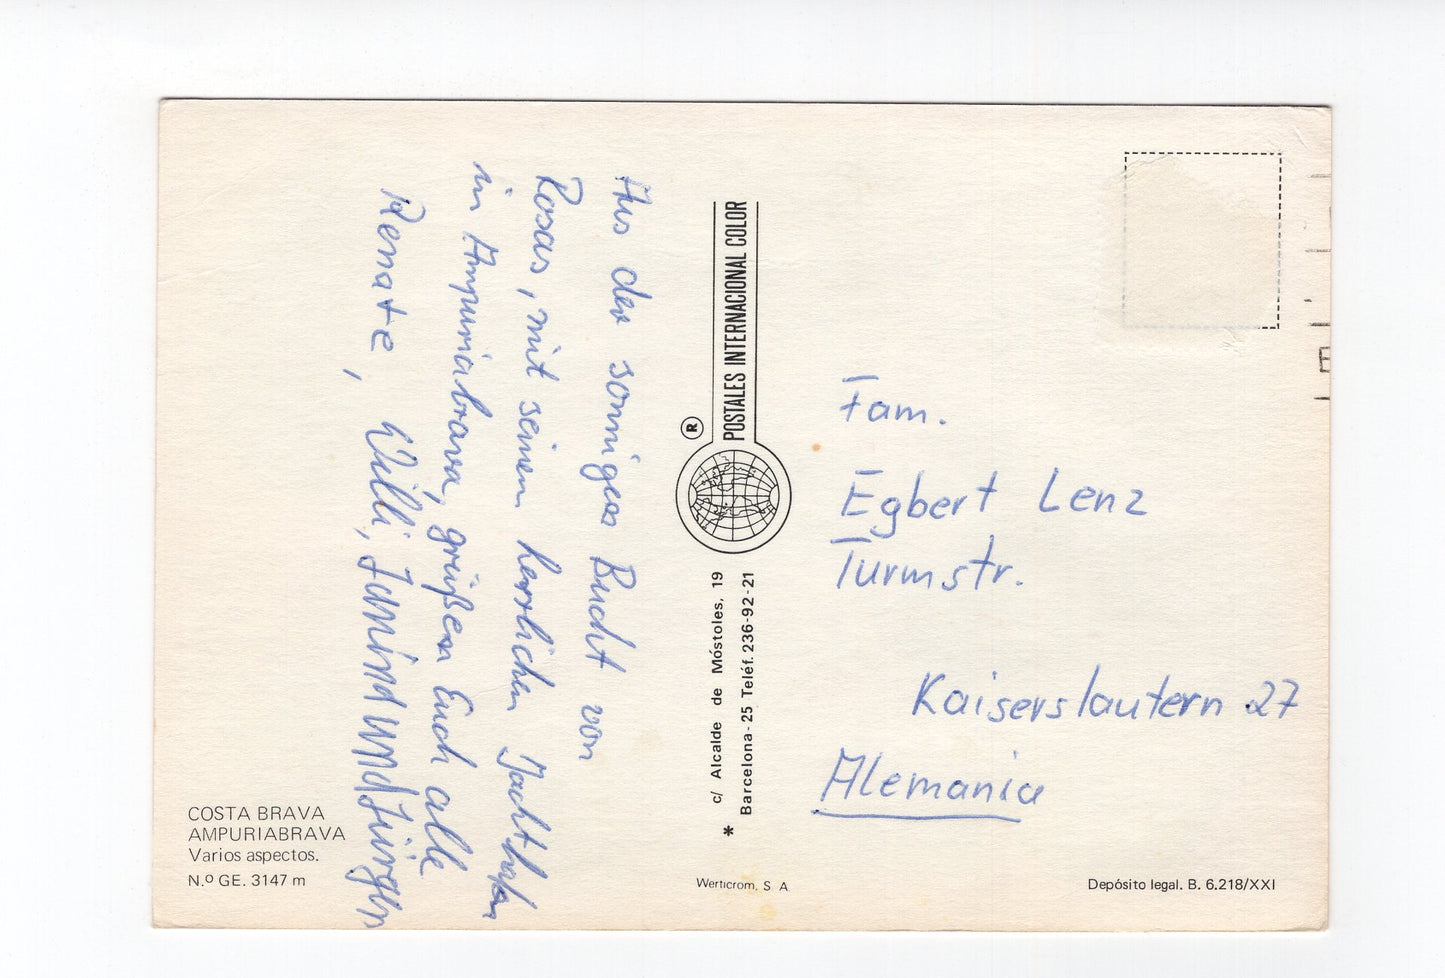 Aus der sonnigen Bucht von
Rosas, mit seinem herrlichen Jachthafen
in Ampuriabrava, grüßen Euch alle
Renate, Willi, und Jürgen
Fam.
Egbert Lenz
Turmstr.
Kaiserslautern 27
Alemania
® POSTALES INTERNACIONAL COLOR
c/ Alcalde de Móstoles, 19
* Barcelona-25 Teléf. 236-92-21
COSTA BRAVA
AMPURIABRAVA
Varios aspectos.
N.º GE. 3147 m
Werticrom, S. A.
Depósito legal. B. 6.218/XXI